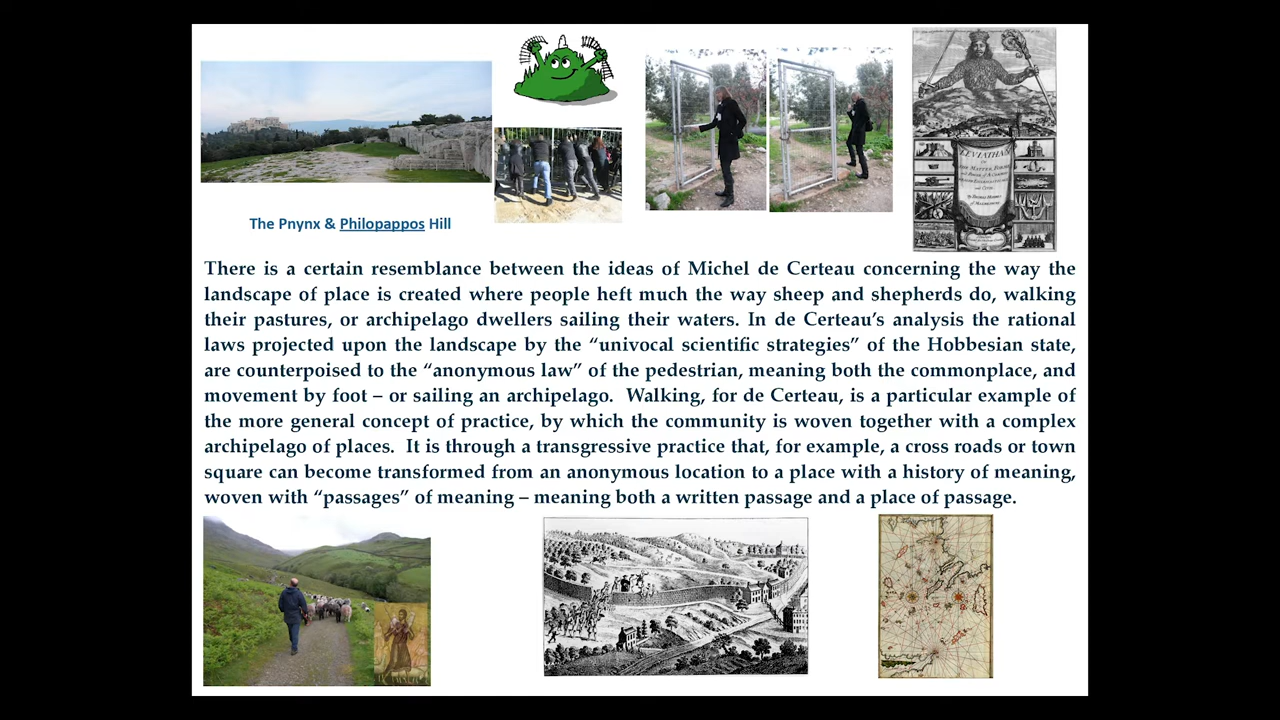 LEVIATHAN
The Pnynx & Philopappos Hill
There is a certain resemblance between the ideas of Michel de Certeau concerning the way the
landscape of place is created where people heft much the way sheep and shepherds do, walking
their pastures, or archipelago dwellers sailing their waters. In de Certeau’s analysis the rational
laws projected upon the landscape by the “univocal scientific strategies” of the Hobbesian state,
are counterpoised to the “anonymous law” of the pedestrian, meaning both the commonplace, and
movement by foot – or sailing an archipelago.  Walking, for de Certeau, is a particular example of
the more general concept of practice, by which the community is woven together with a complex
archipelago of places.  It is through a transgressive practice that, for example, a cross roads or town
square can become transformed from an anonymous location to a place with a history of meaning,
woven with “passages” of meaning – meaning both a written passage and a place of passage.